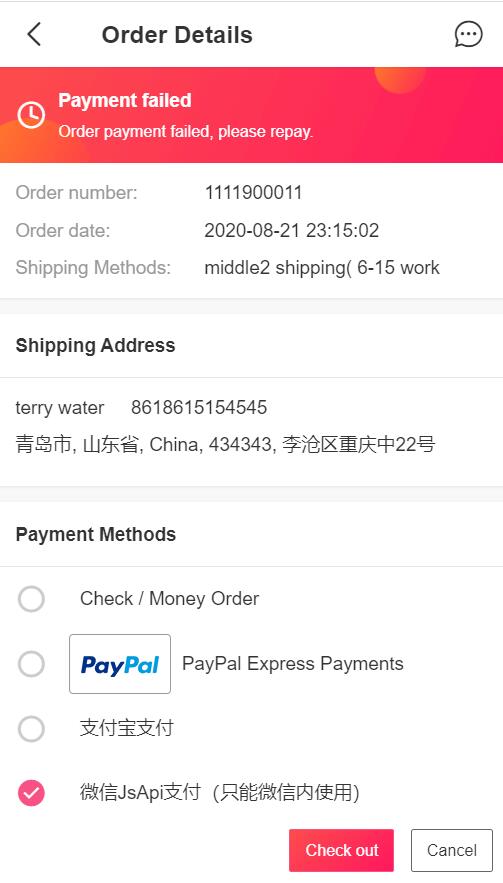 Order Details
Payment failed
Order payment failed, please repay.
Order number: 1111900011
Order date: 2020-08-21 23:15:02
Shipping Methods: middle2 shipping( 6-15 work
Shipping Address
terry water 8618615154545
青岛市, 山东省, China, 434343, 李沧区重庆中22号
Payment Methods
Check / Money Order
PayPal PayPal Express Payments
支付宝支付
微信JsApi支付（只能微信内使用）
Check out Cancel